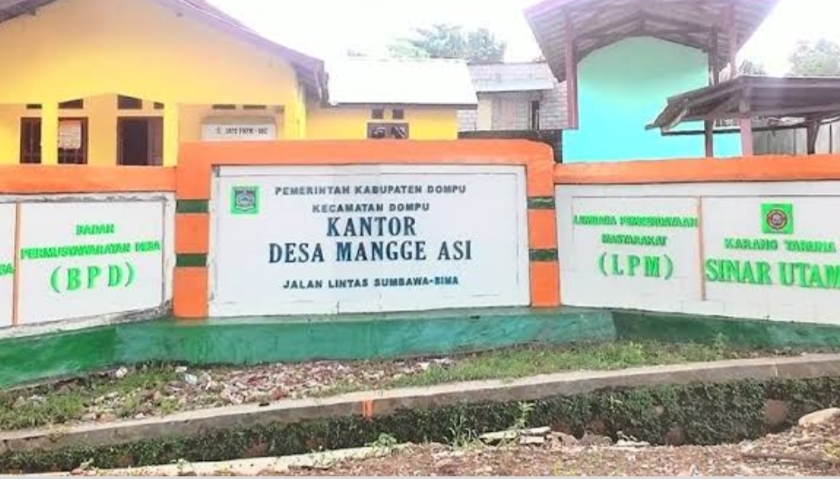 BADAN
PERMUSYAWARATAN DESA
(BPD)
PEMERINTAH KABUPATEN DOMPU
KECAMATAN DOMPU
KANTOR
DESA MANGGE ASI
JALAN LINTAS SUMBAWA-BIMA
LEMBAGA PEMBERDAYAAN
MASYARAKAT
(LPM)
KARANG TARUNA
SINAR UTAM